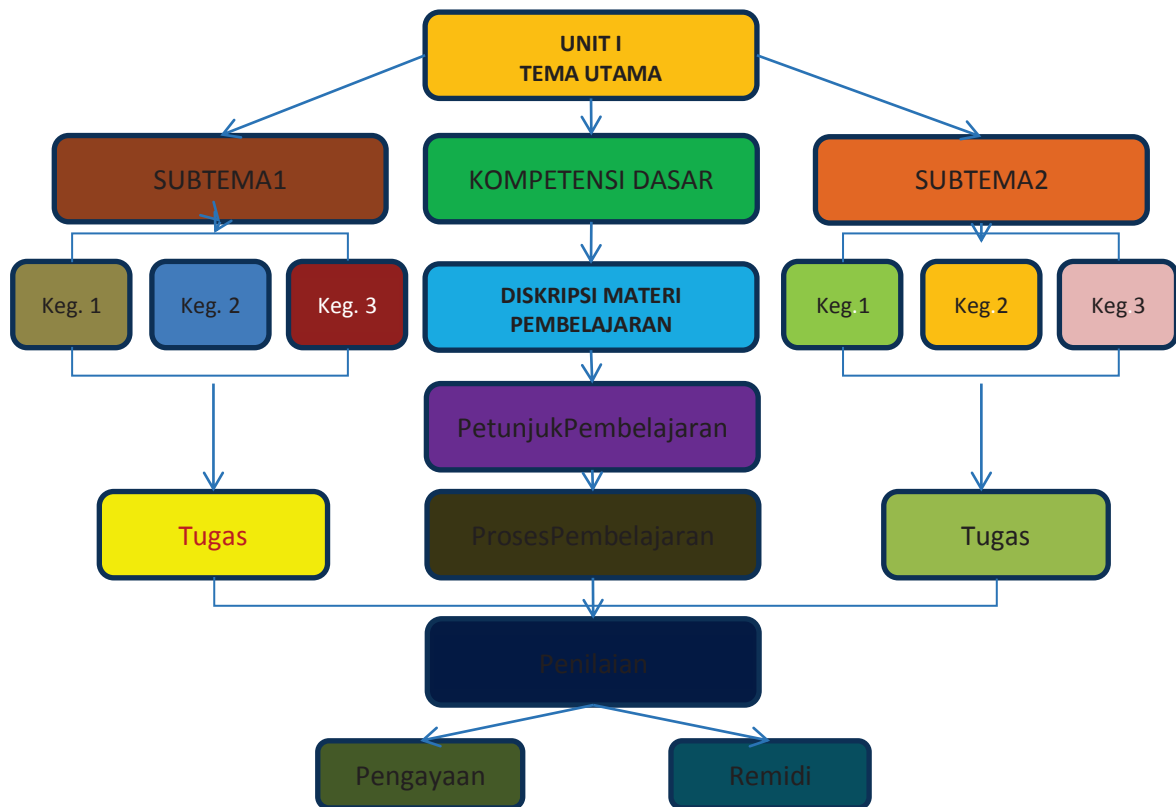 UNIT I
TEMA UTAMA
SUBTEMA1
KOMPETENSI DASAR
SUBTEMA2
Keg. 1
Keg. 2
Keg. 3
DISKRIPSI MATERI
PEMBELAJARAN
Keg.1
Keg.2
Keg.3
PetunjukPembelajaran
Tugas
ProsesPembelajaran
Tugas
Penilaian
Pengayaan
Remidi